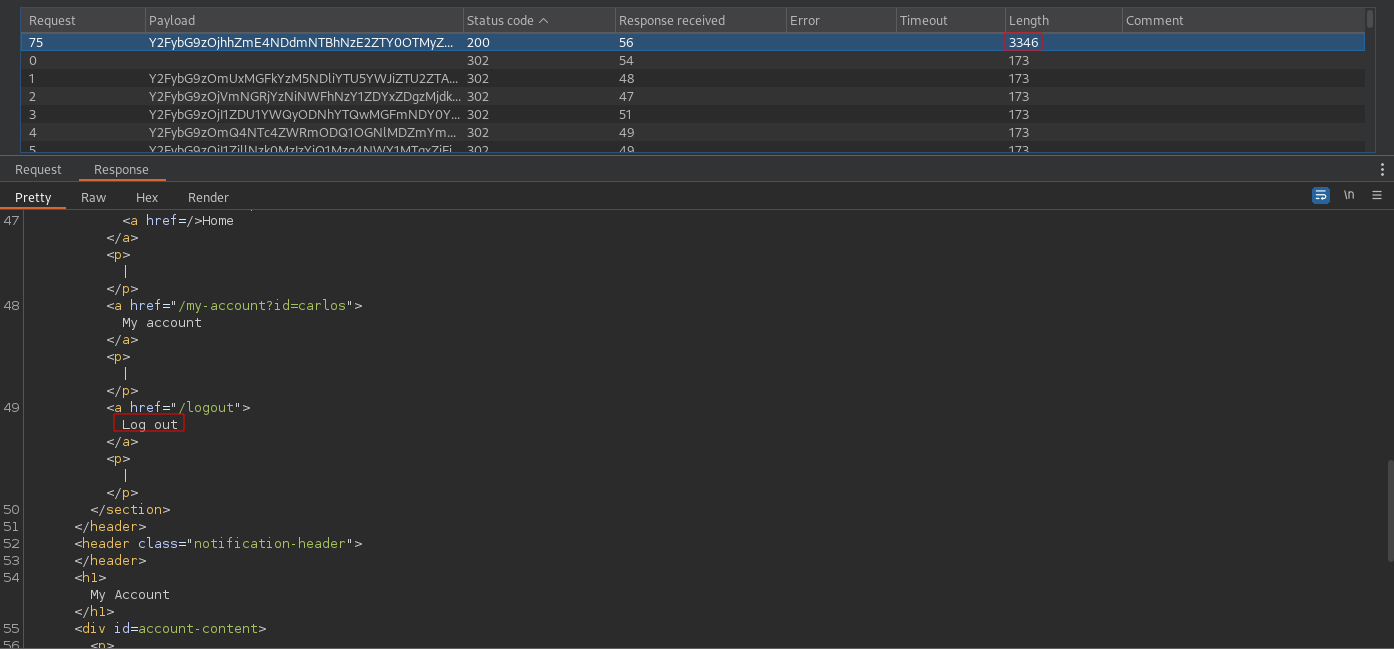 Request Payload Status code Response received Error Timeout Length Comment
75 Y2FybG9zOjhhZmE4NDdmNTBhNzE2ZTY0OTMyZ... 200 56 3346
0 302 54 173
1 Y2FybG9zOmUxMGFkYzM5NDliYTU5YWJiZTU2ZTA... 302 48 173
2 Y2FybG9zOjVmNGRjYzNiNWFhNzY1ZDYxZDgzMjdk... 302 47 173
3 Y2FybG9zOjI1ZDU1YWQyODNhYTQwMGFmNDY0Y... 302 51 173
4 Y2FybG9zOmQ4NTc4ZWRmODQ1OGNlMDZmYm... 302 49 173
5 302 49 173
Request Response
Pretty Raw Hex Render \n
47 <a href=/>Home
</a>
<p>
|
</p>
48 <a href="/my-account?id=carlos">
My account
</a>
<p>
|
</p>
49 <a href="/logout">
Log out
</a>
<p>
|
</p>
50 </section>
51 </header>
52 <header class="notification-header">
53 </header>
54 <h1>
My Account
</h1>
55 <div id=account-content>
56 <p>